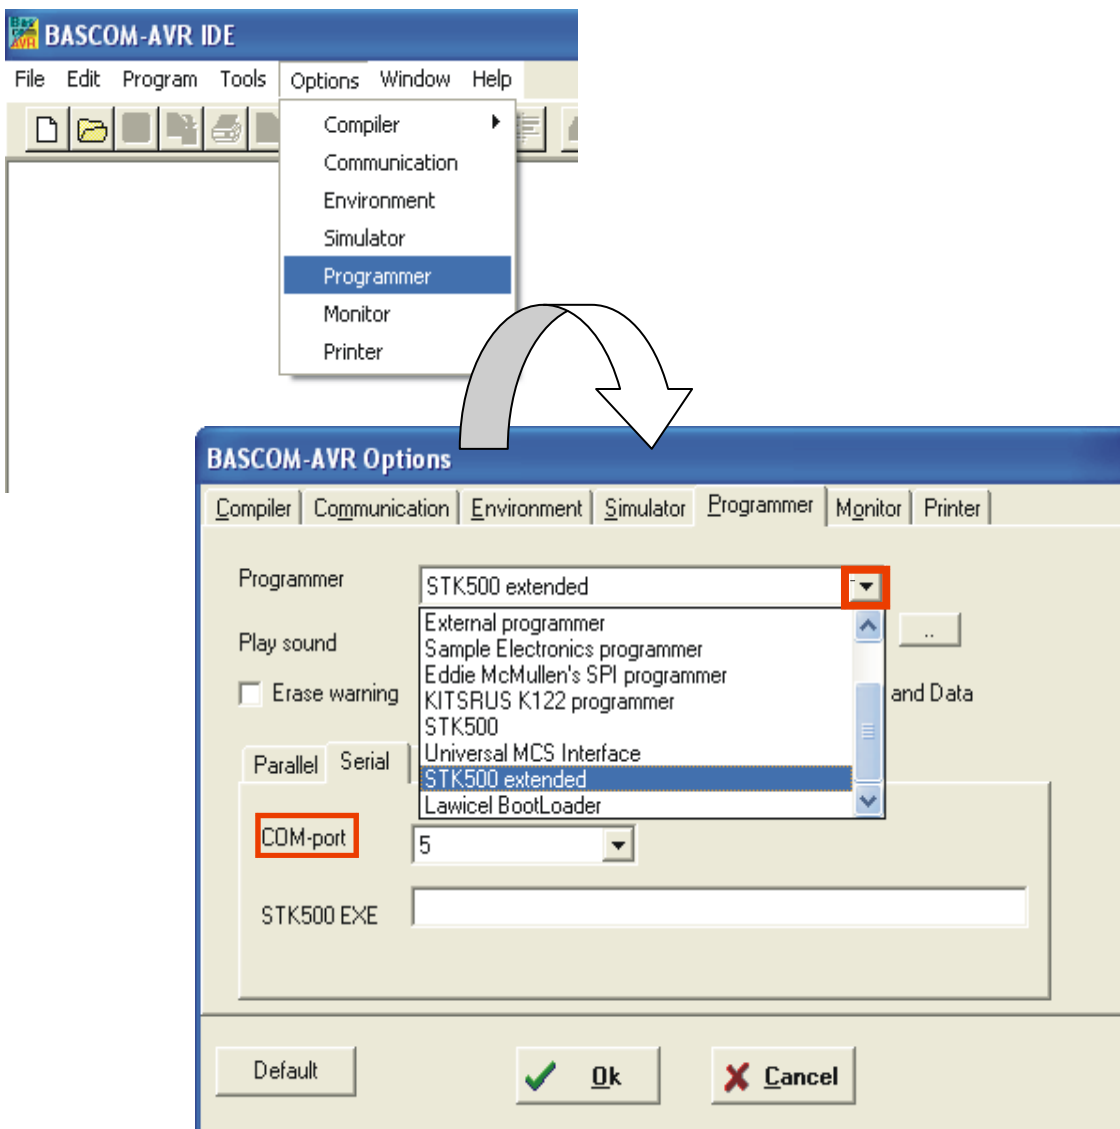 BASCOM-AVR IDE
File Edit Program Tools Options Window Help
Compiler
Communication
Environment
Simulator
Programmer
Monitor
Printer
BASCOM-AVR Options
Compiler Communication Environment Simulator Programmer Monitor Printer
Programmer STK500 extended
External programmer
Play sound ..
Sample Electronics programmer
Eddie McMullen's SPI programmer
Erase warning and Data
KITSRUS K122 programmer
STK500
Universal MCS Interface
Parallel Serial
STK500 extended
Lawicel BootLoader
COM-port 5
STK500 EXE
Default Ok Cancel